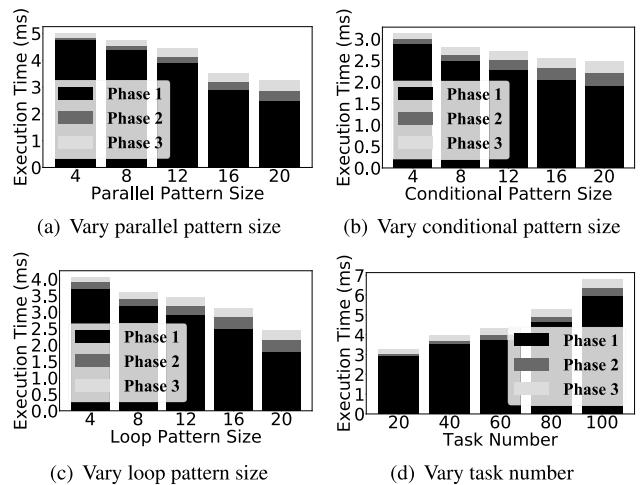 Execution Time (ms)
5
4
3
2
1
0
Phase 1
Phase 2
Phase 3
4 8 12 16 20
Parallel Pattern Size
(a) Vary parallel pattern size
Execution Time (ms)
3.0
2.5
2.0
1.5
1.0
0.5
0.0
Phase 1
Phase 2
Phase 3
4 8 12 16 20
Conditional Pattern Size
(b) Vary conditional pattern size
Execution Time (ms)
4.0
3.5
3.0
2.5
2.0
1.5
1.0
0.5
0.0
Phase 1
Phase 2
Phase 3
4 8 12 16 20
Loop Pattern Size
(c) Vary loop pattern size
Execution Time (ms)
7
6
5
4
3
2
1
0
Phase 1
Phase 2
Phase 3
20 40 60 80 100
Task Number
(d) Vary task number